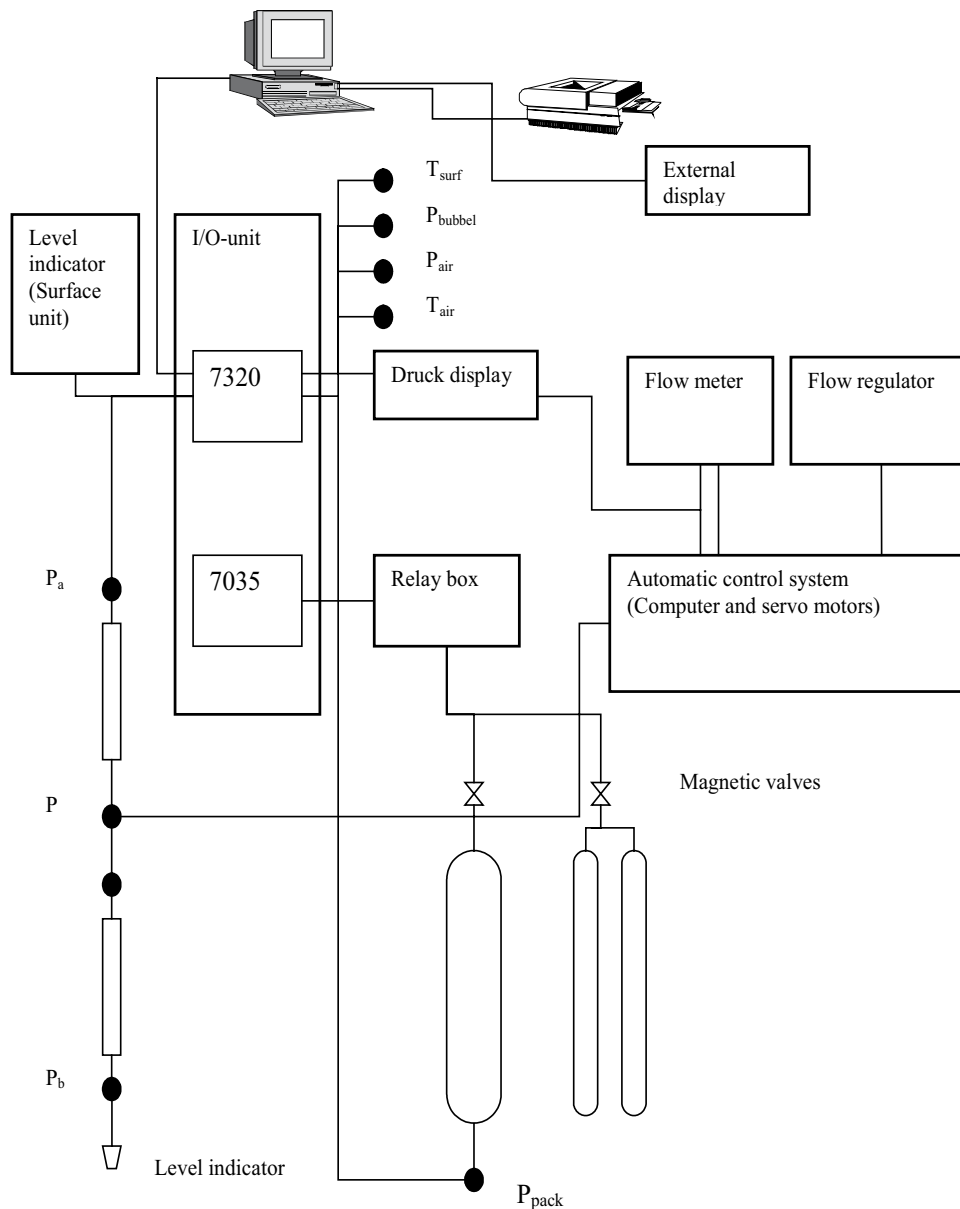 T_surf
External
display
P_bubbel
Level
indicator
(Surface
unit)
I/O-unit
P_air
T_air
7320
Druck display
Flow meter
Flow regulator
P_a
7035
Relay box
Automatic control system
(Computer and servo motors)
P
Magnetic valves
P_b
Level indicator
P_pack